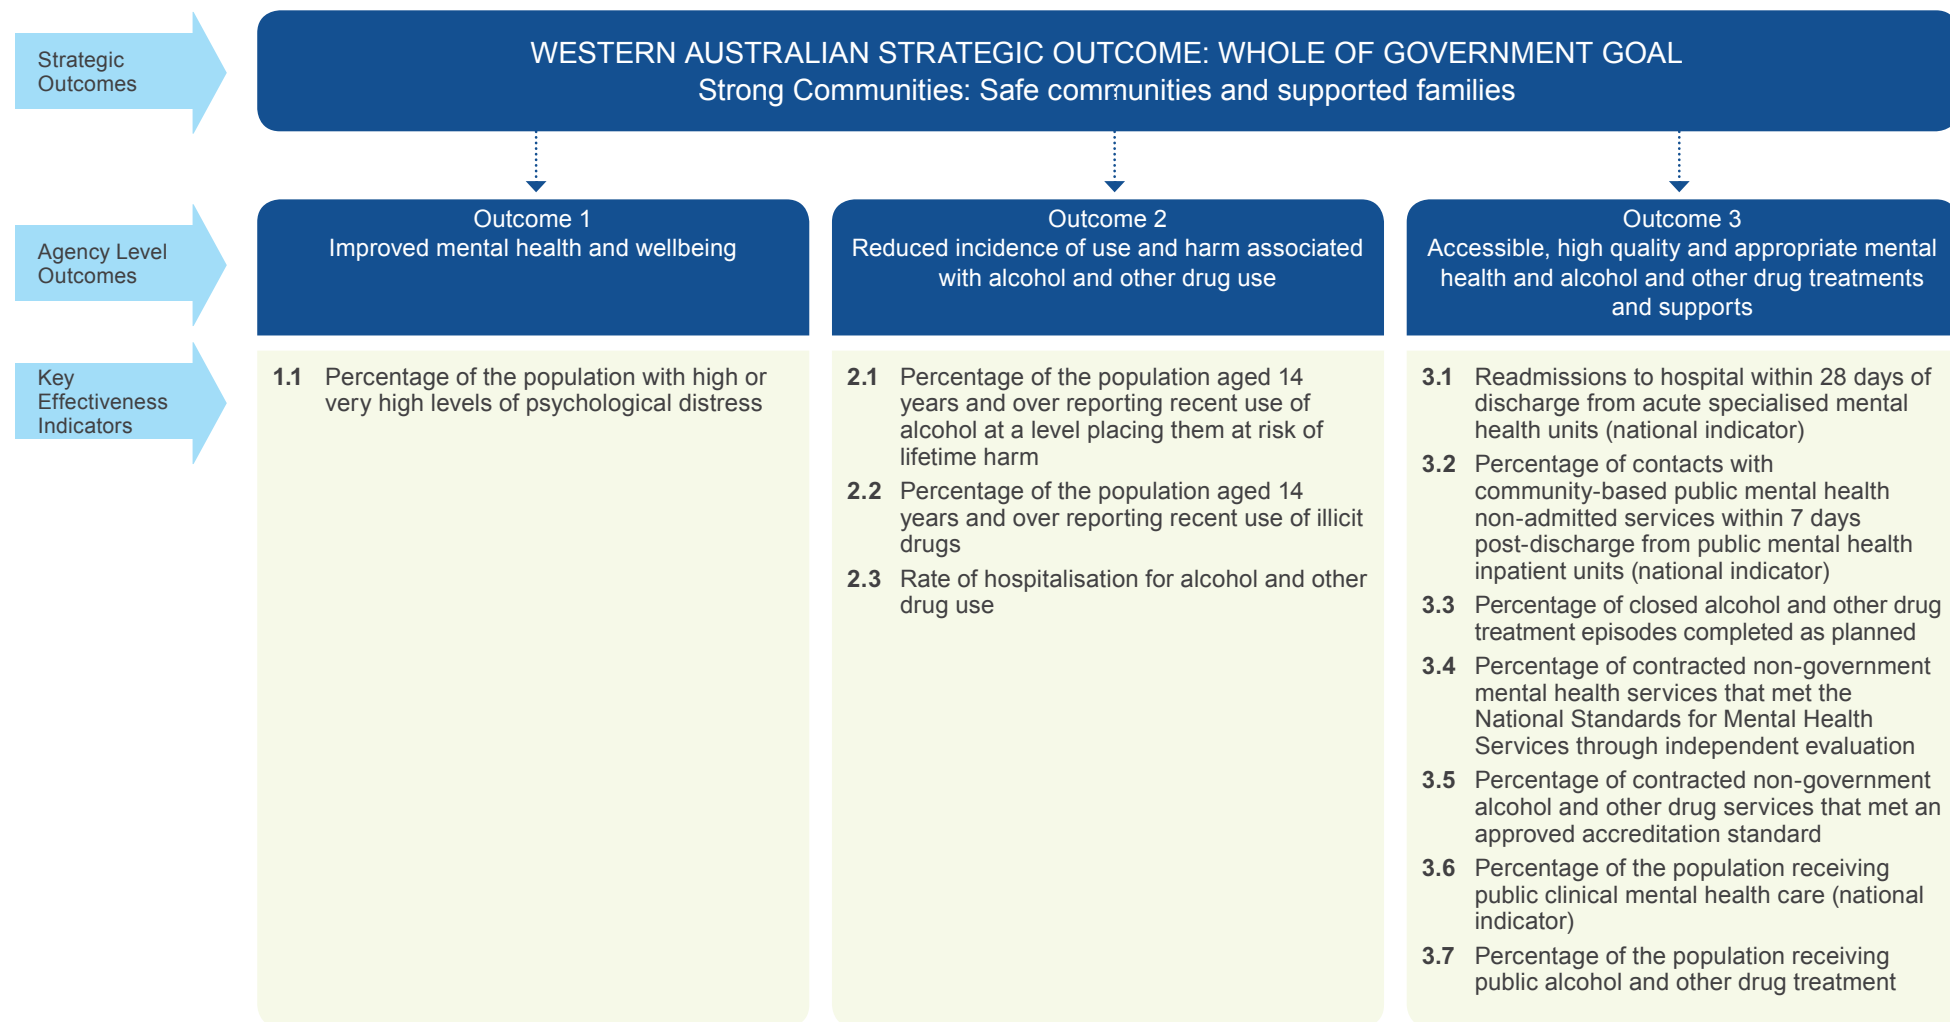 Strategic
Outcomes
WESTERN AUSTRALIAN STRATEGIC OUTCOME: WHOLE OF GOVERNMENT GOAL
Strong Communities: Safe communities and supported families
Agency Level
Outcomes
Outcome 1
Improved mental health and wellbeing
Outcome 2
Reduced incidence of use and harm associated
with alcohol and other drug use
Outcome 3
Accessible, high quality and appropriate mental
health and alcohol and other drug treatments
and supports
Key
Effectiveness
Indicators
1.1 Percentage of the population with high or
very high levels of psychological distress
2.1 Percentage of the population aged 14
years and over reporting recent use of
alcohol at a level placing them at risk of
lifetime harm
2.2 Percentage of the population aged 14
years and over reporting recent use of illicit
drugs
2.3 Rate of hospitalisation for alcohol and other
drug use
3.1 Readmissions to hospital within 28 days of
discharge from acute specialised mental
health units (national indicator)
3.2 Percentage of contacts with
community-based public mental health
non-admitted services within 7 days
post-discharge from public mental health
inpatient units (national indicator)
3.3 Percentage of closed alcohol and other drug
treatment episodes completed as planned
3.4 Percentage of contracted non-government
mental health services that met the
National Standards for Mental Health
Services through independent evaluation
3.5 Percentage of contracted non-government
alcohol and other drug services that met an
approved accreditation standard
3.6 Percentage of the population receiving
public clinical mental health care (national
indicator)
3.7 Percentage of the population receiving
public alcohol and other drug treatment